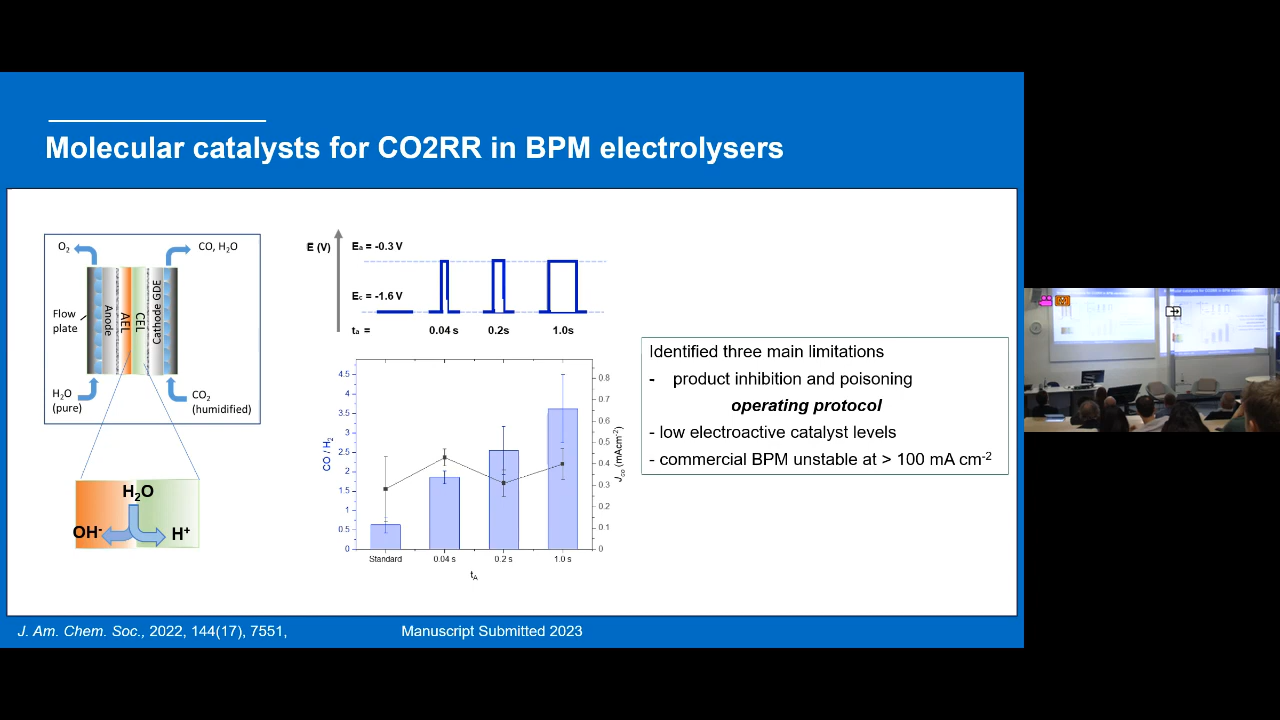 Molecular catalysts for CO2RR in BPM electrolysers
O₂
CO, H₂O
Flow
plate
Anode
AEL
CEL
Cathode GDE
H₂O
(pure)
CO₂
(humidified)
H₂O
OH⁻
H⁺
E (V)
Eₐ = -0.3 V
E꜀ = -1.6 V
tₐ =
0.04 s
0.2s
1.0s
CO / H₂
4.5
4
3.5
3
2.5
2
1.5
1
0.5
0
0.8
0.7
0.6
0.5
0.4
0.3
0.2
0.1
0
J_co (mAcm⁻²)
Standard
0.04 s
0.2 s
1.0 s
t_A
Identified three main limitations
- product inhibition and poisoning
operating protocol
- low electroactive catalyst levels
- commercial BPM unstable at > 100 mA cm⁻²
J. Am. Chem. Soc., 2022, 144(17), 7551,
Manuscript Submitted 2023